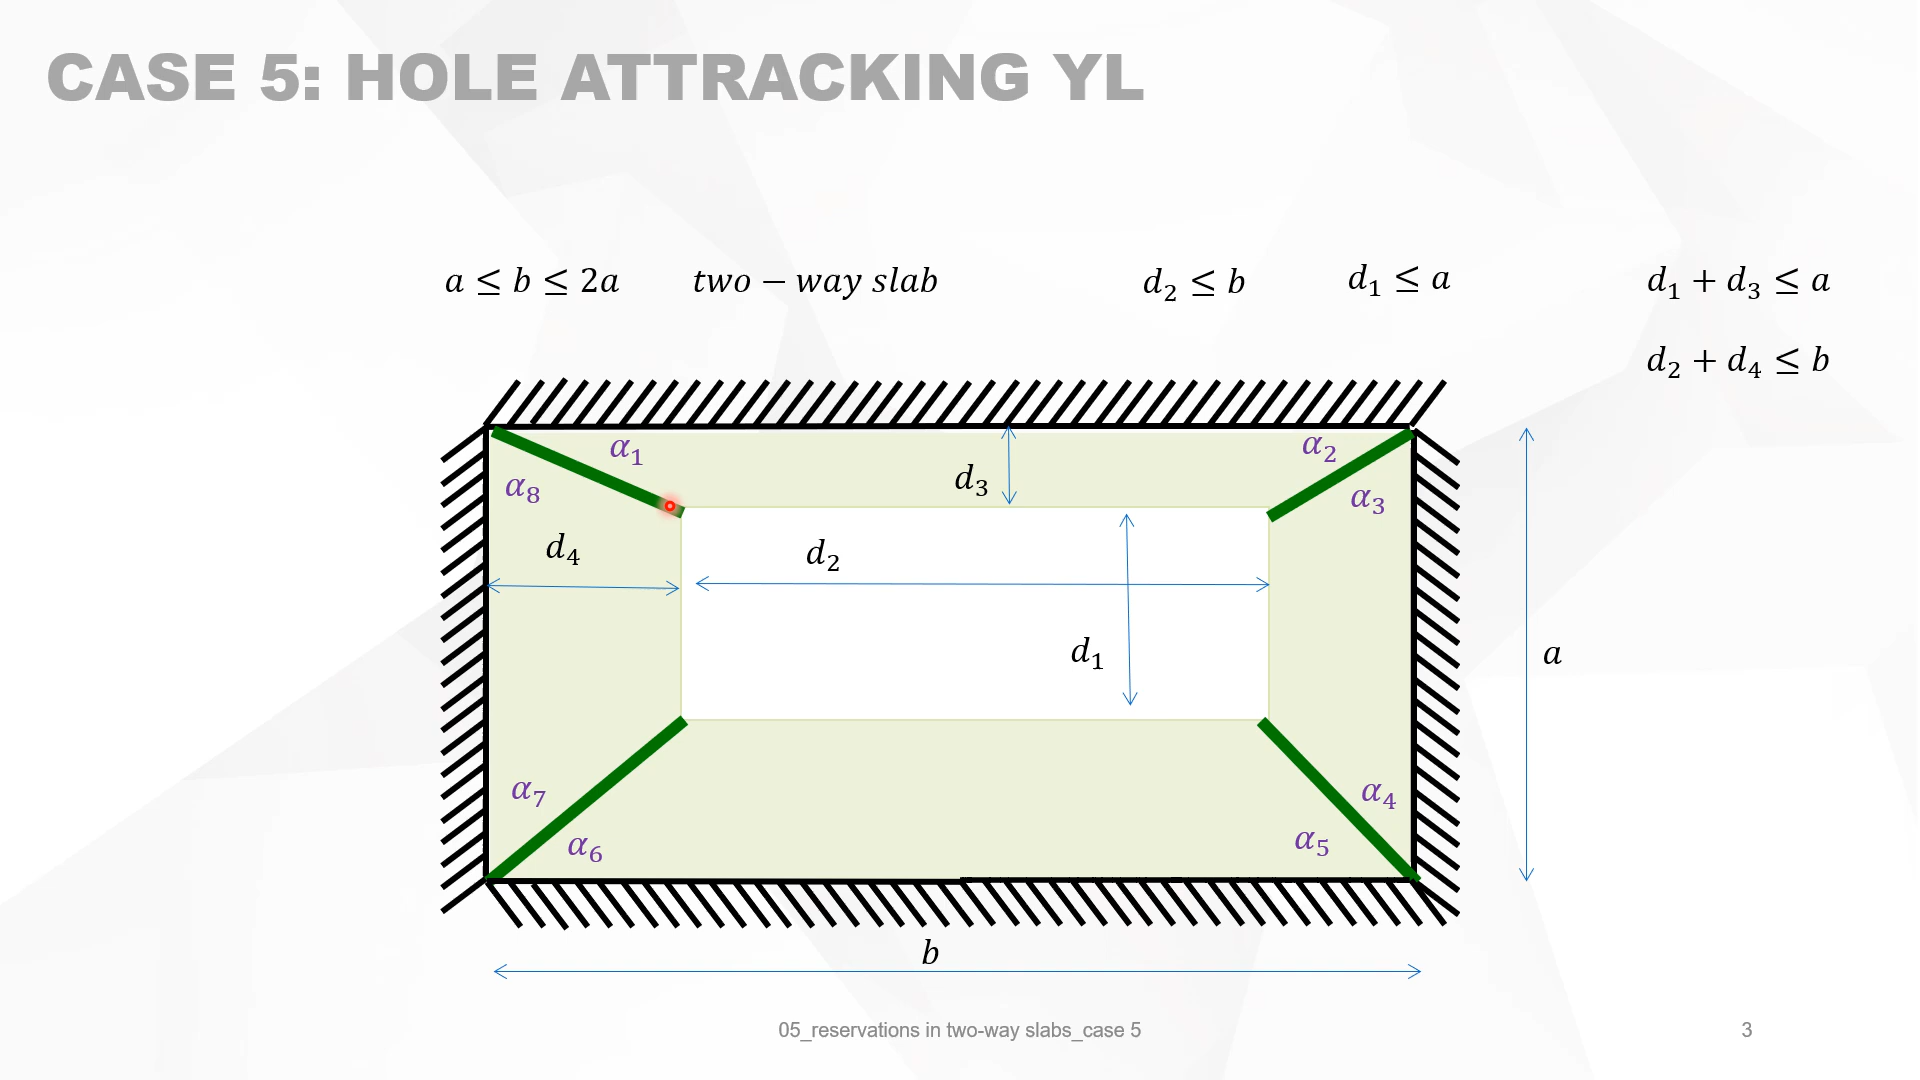 CASE 5: HOLE ATTRACKING YL
a ≤ b ≤ 2a two − way slab d₂ ≤ b d₁ ≤ a d₁ + d₃ ≤ a
d₂ + d₄ ≤ b
α₁ α₂
d₃
α₈ α₃
d₄ d₂
d₁ a
α₇ α₄
α₆ α₅
b
05_reservations in two-way slabs_case 5 3